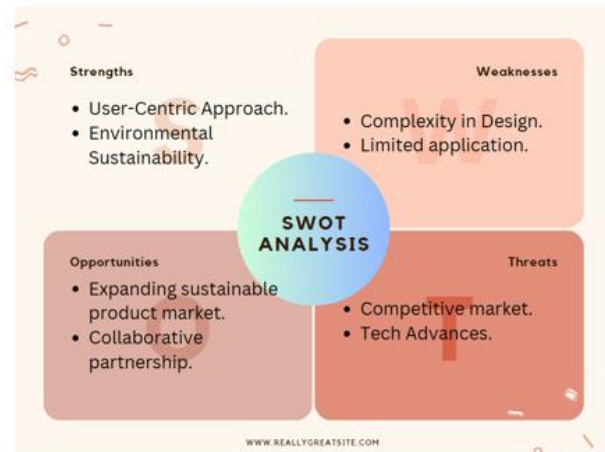 Strengths
• User-Centric Approach.
• Environmental
Sustainability.
S
Weaknesses
• Complexity in Design.
• Limited application.
W
SWOT
ANALYSIS
Opportunities
• Expanding sustainable
product market.
• Collaborative
partnership.
O
Threats
• Competitive market.
• Tech Advances.
T
WWW.REALLYGREATSITE.COM